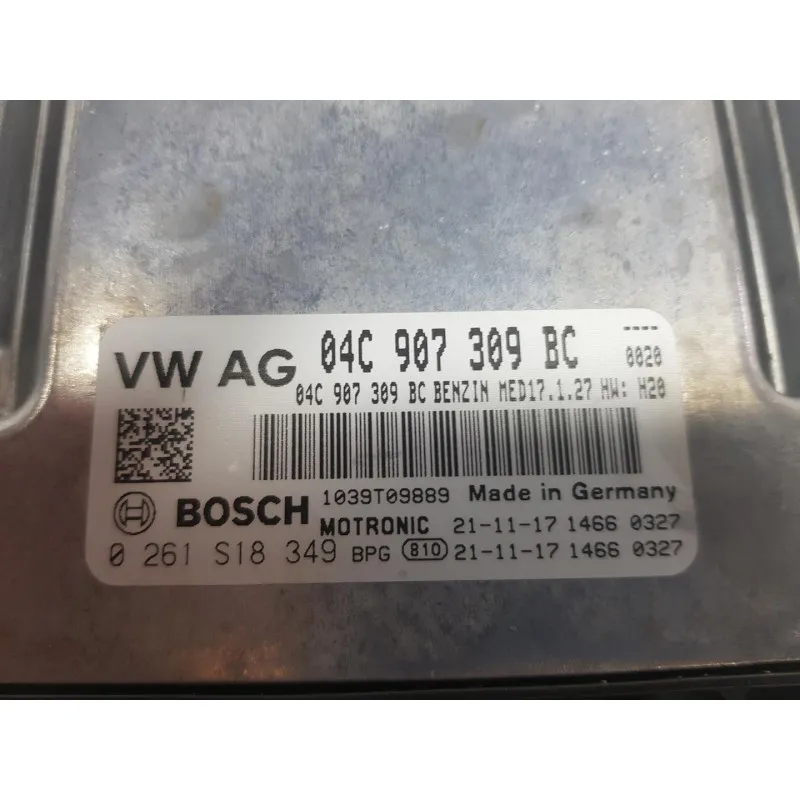 VW AG 04C 907 309 BC ----
0020
04C 907 309 BC BENZIN MED17.1.27 HW: H20
BOSCH 1039T09889 Made in Germany
MOTRONIC 21-11-17 1466 0327
0 261 S18 349 BPG 810 21-11-17 1466 0327